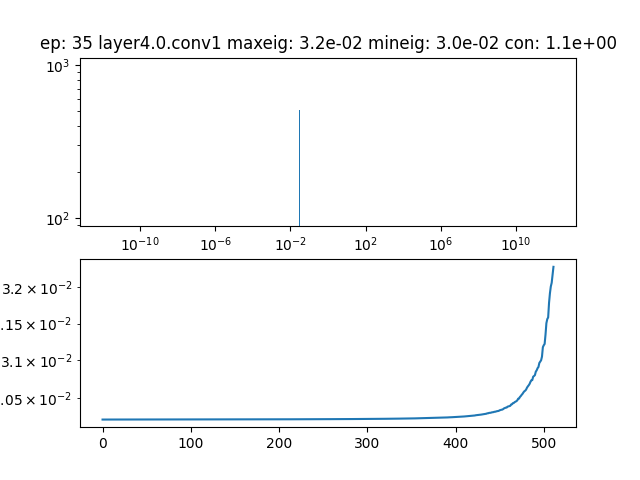 ep: 35 layer4.0.conv1 maxeig: 3.2e-02 mineig: 3.0e-02 con: 1.1e+00
10³
10²
10⁻¹⁰ 10⁻⁶ 10⁻² 10² 10⁶ 10¹⁰
3.2 × 10⁻²
.15 × 10⁻²
3.1 × 10⁻²
.05 × 10⁻²
0 100 200 300 400 500